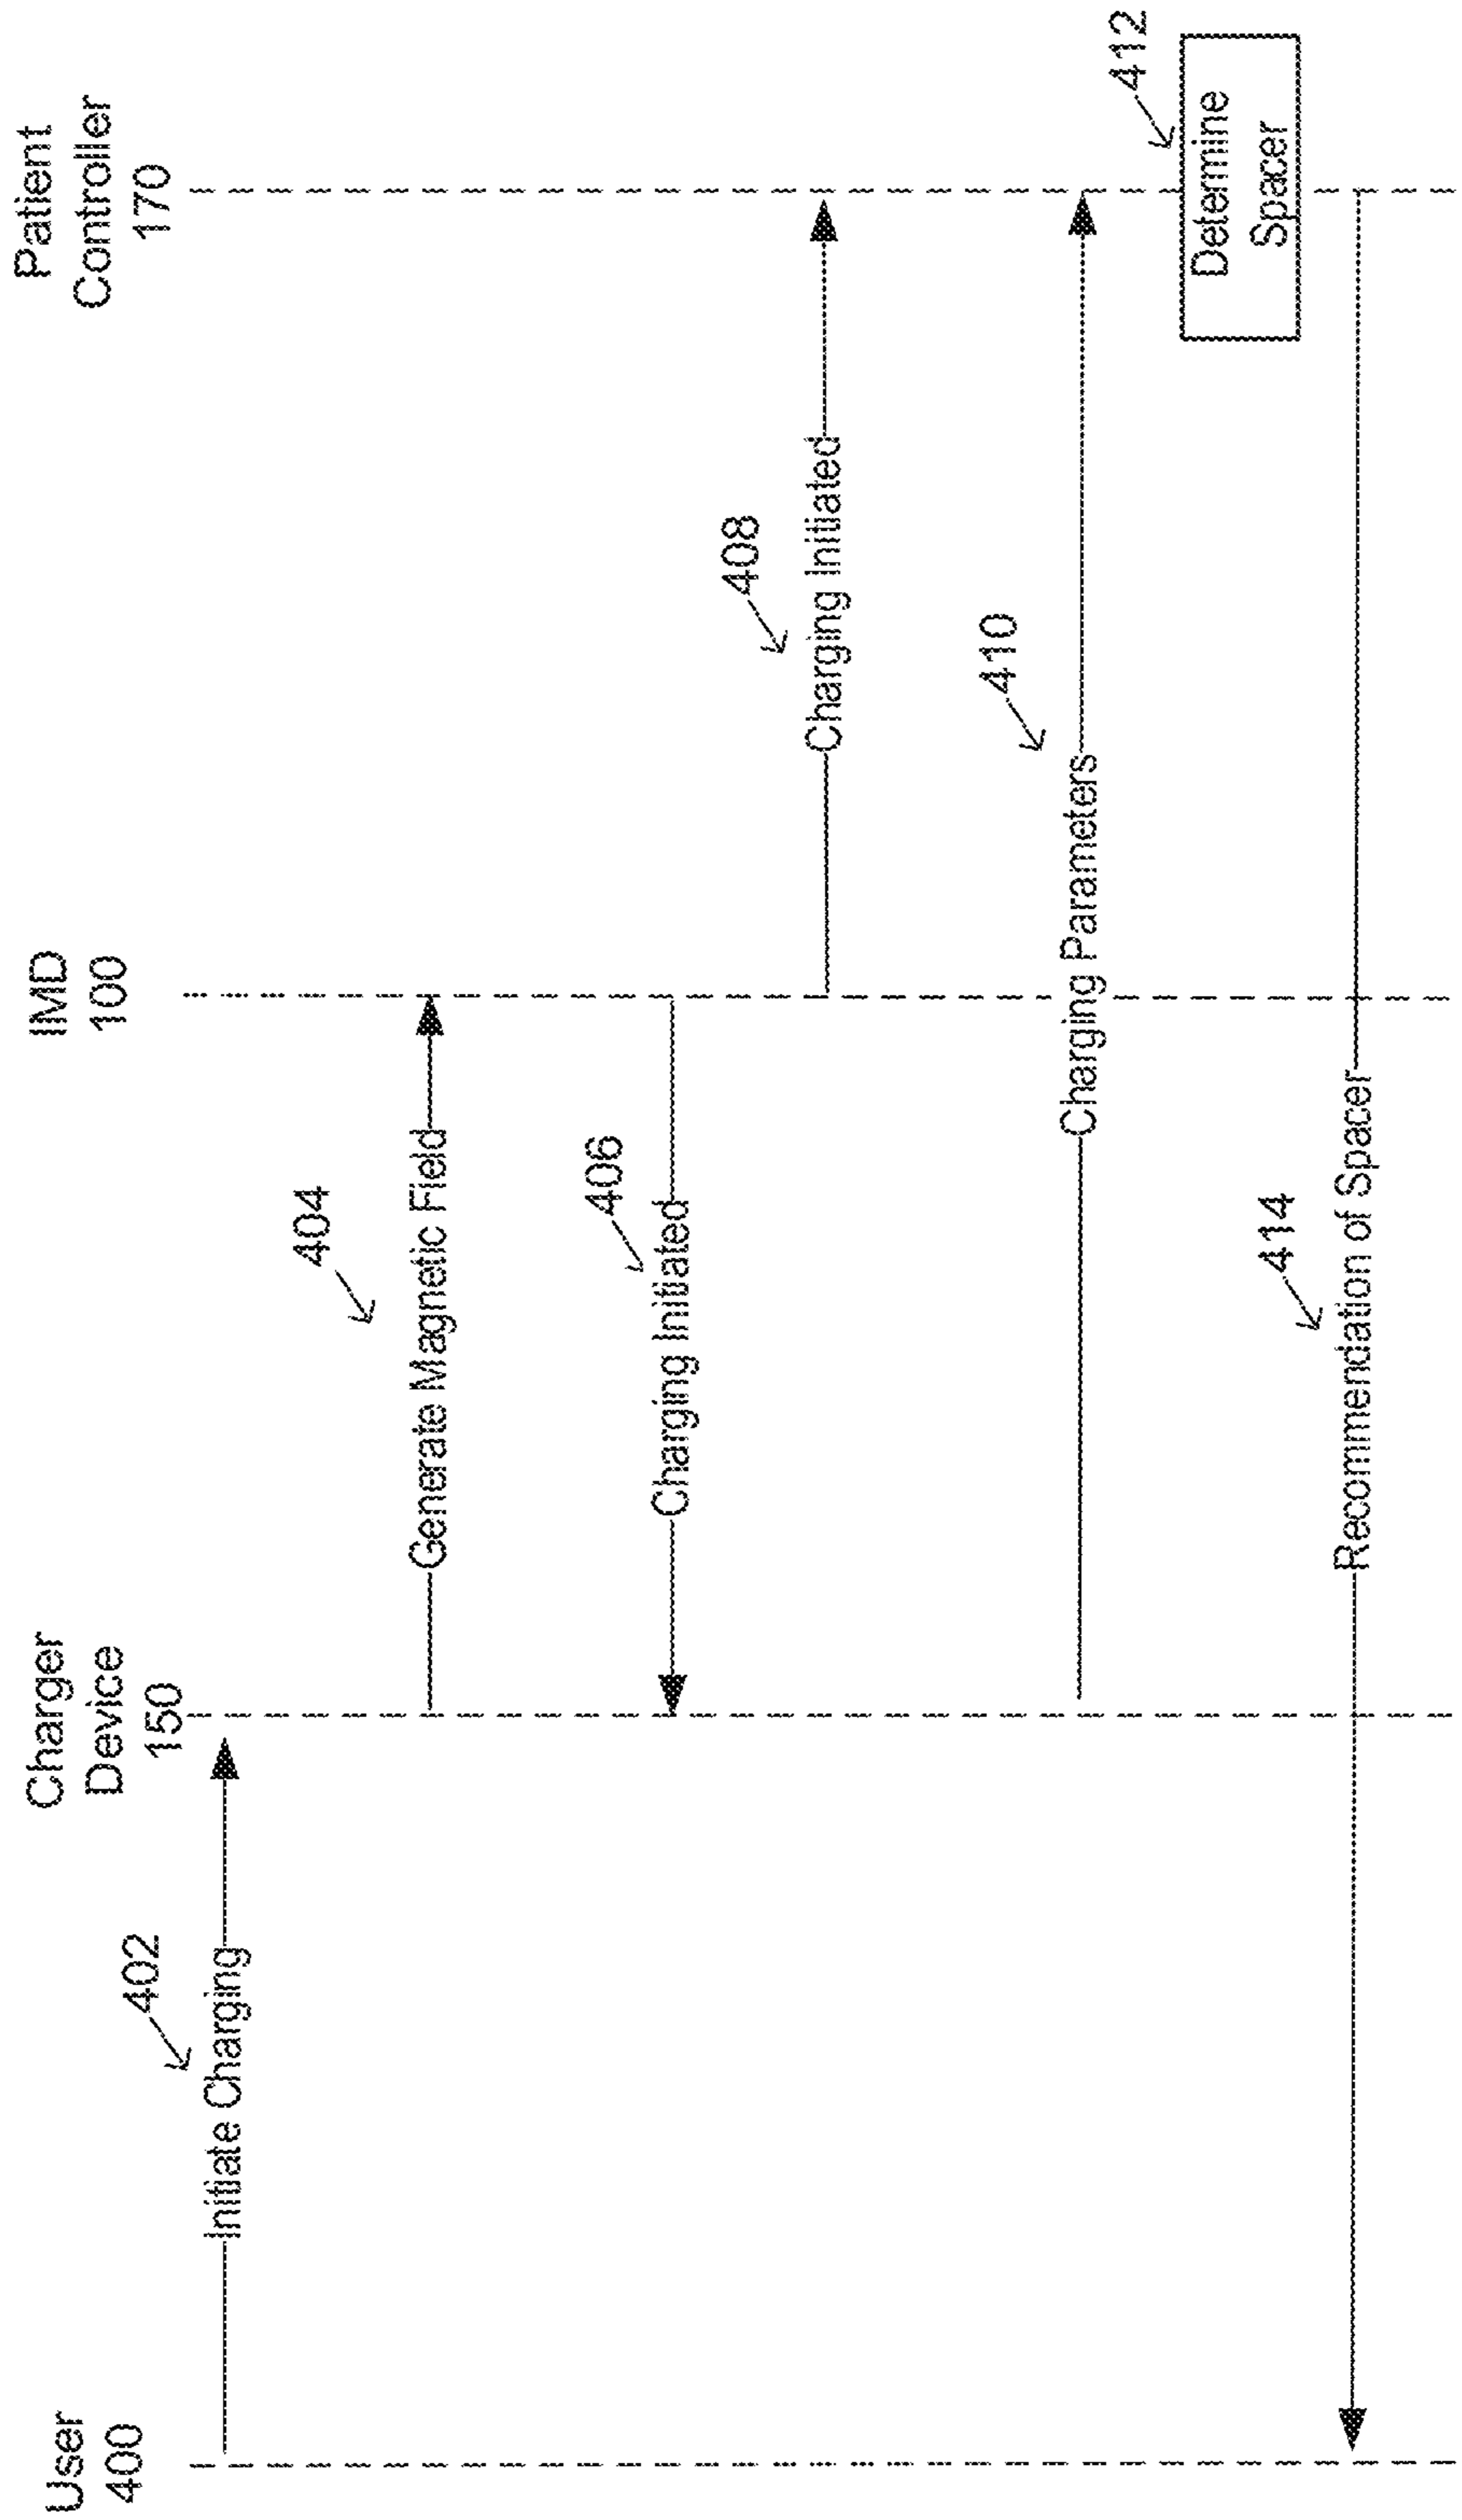 User
400
Charger
Device
150
IMD
100
Patient
Controller
170
402
Initiate Charging
404
Generate Magnetic Field
406
Charging Initiated
408
Charging Initiated
410
Charging Parameters
412
Determine
Spacer
414
Recommendation of Spacer